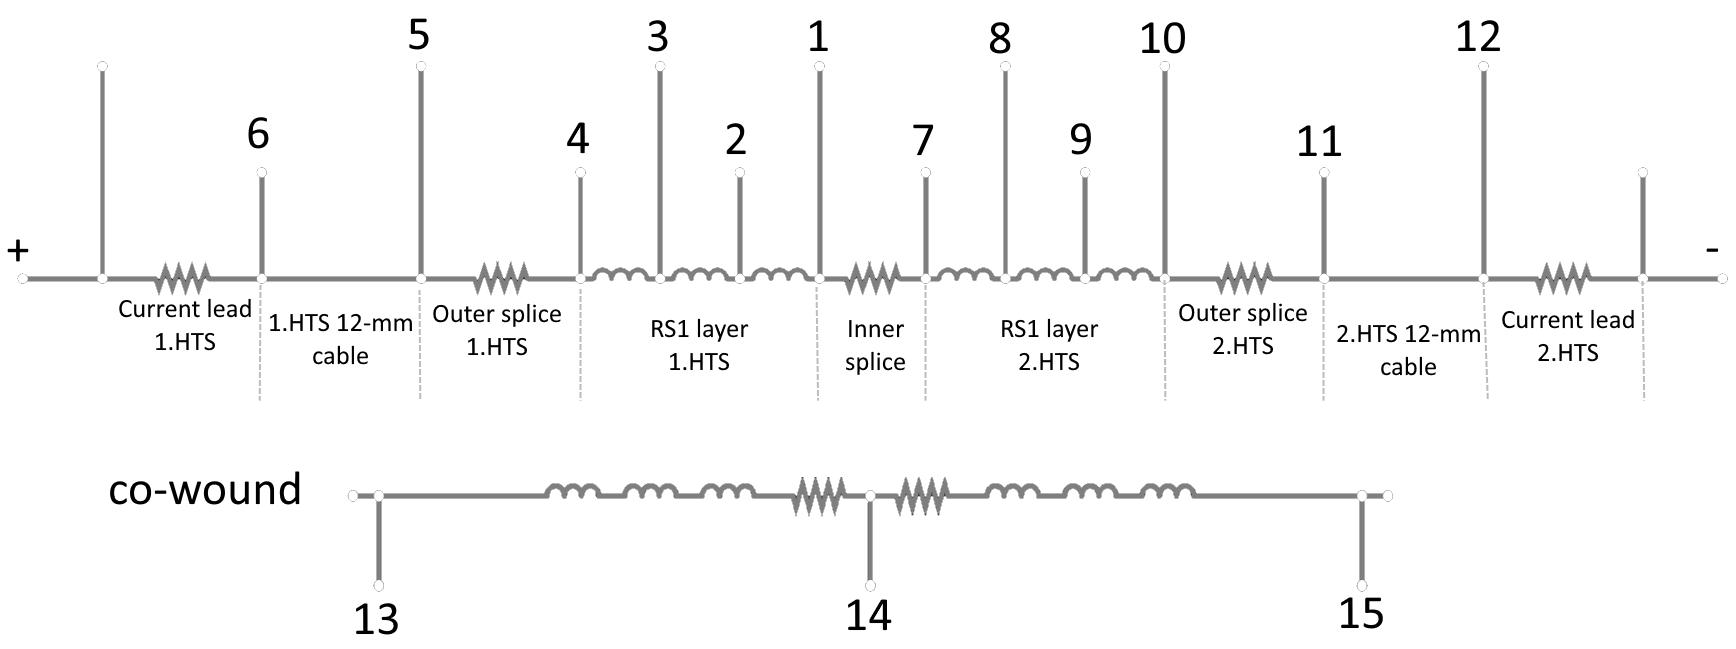 5
3
1
8
10
12
6
4
2
7
9
11
+
-
Current lead
1.HTS
1.HTS 12-mm
cable
Outer splice
1.HTS
RS1 layer
1.HTS
Inner
splice
RS1 layer
2.HTS
Outer splice
2.HTS
2.HTS 12-mm
cable
Current lead
2.HTS
co-wound
13
14
15